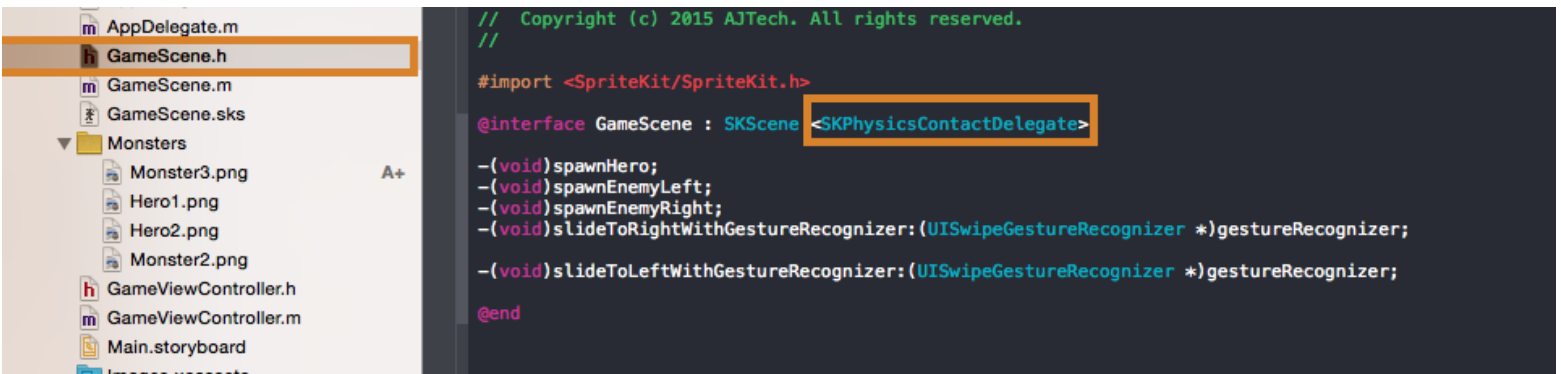 AppDelegate.m
GameScene.h
GameScene.m
GameScene.sks
Monsters
Monster3.png A+
Hero1.png
Hero2.png
Monster2.png
GameViewController.h
GameViewController.m
Main.storyboard
// Copyright (c) 2015 AJTech. All rights reserved.
//
#import <SpriteKit/SpriteKit.h>
@interface GameScene : SKScene <SKPhysicsContactDelegate>
-(void)spawnHero;
-(void)spawnEnemyLeft;
-(void)spawnEnemyRight;
-(void)slideToRightWithGestureRecognizer:(UISwipeGestureRecognizer *)gestureRecognizer;
-(void)slideToLeftWithGestureRecognizer:(UISwipeGestureRecognizer *)gestureRecognizer;
@end